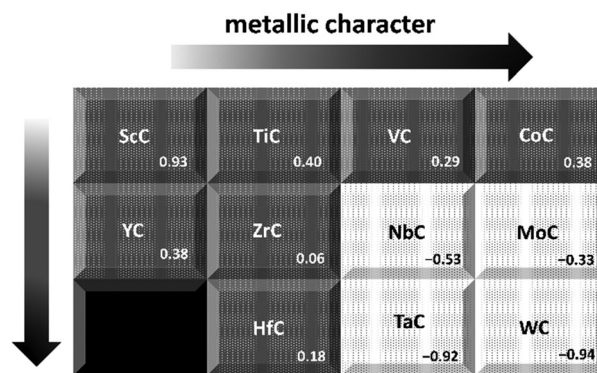 metallic character
ScC TiC VC CoC
0.93 0.40 0.29 0.38
YC ZrC NbC MoC
0.38 0.06 −0.53 −0.33
HfC TaC WC
0.18 −0.92 −0.94